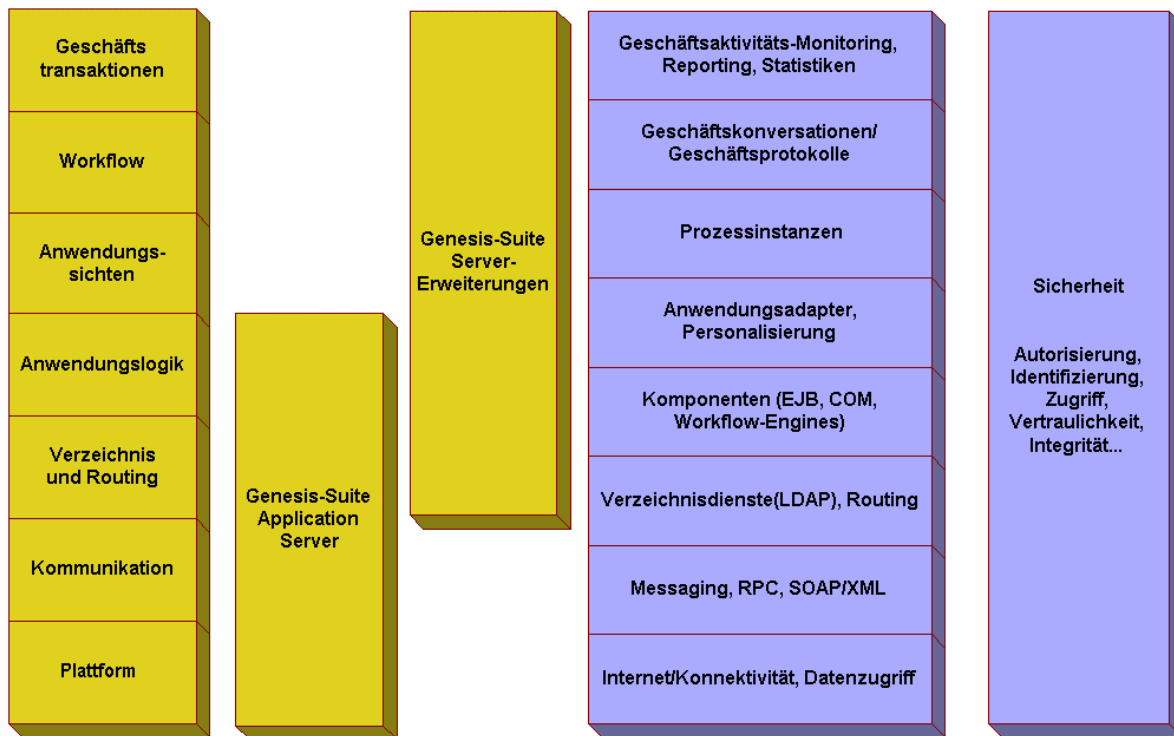 Geschäfts
transaktionen
Workflow
Anwendungs-
sichten
Anwendungslogik
Verzeichnis
und Routing
Kommunikation
Plattform
Genesis-Suite
Application
Server
Genesis-Suite
Server-
Erweiterungen
Geschäftsaktivitäts-Monitoring,
Reporting, Statistiken
Geschäftskonversationen/
Geschäftsprotokolle
Prozessinstanzen
Anwendungsadapter,
Personalisierung
Komponenten (EJB, COM,
Workflow-Engines)
Verzeichnisdienste(LDAP), Routing
Messaging, RPC, SOAP/XML
Internet/Konnektivität, Datenzugriff
Sicherheit
Autorisierung,
Identifizierung,
Zugriff,
Vertraulichkeit,
Integrität...